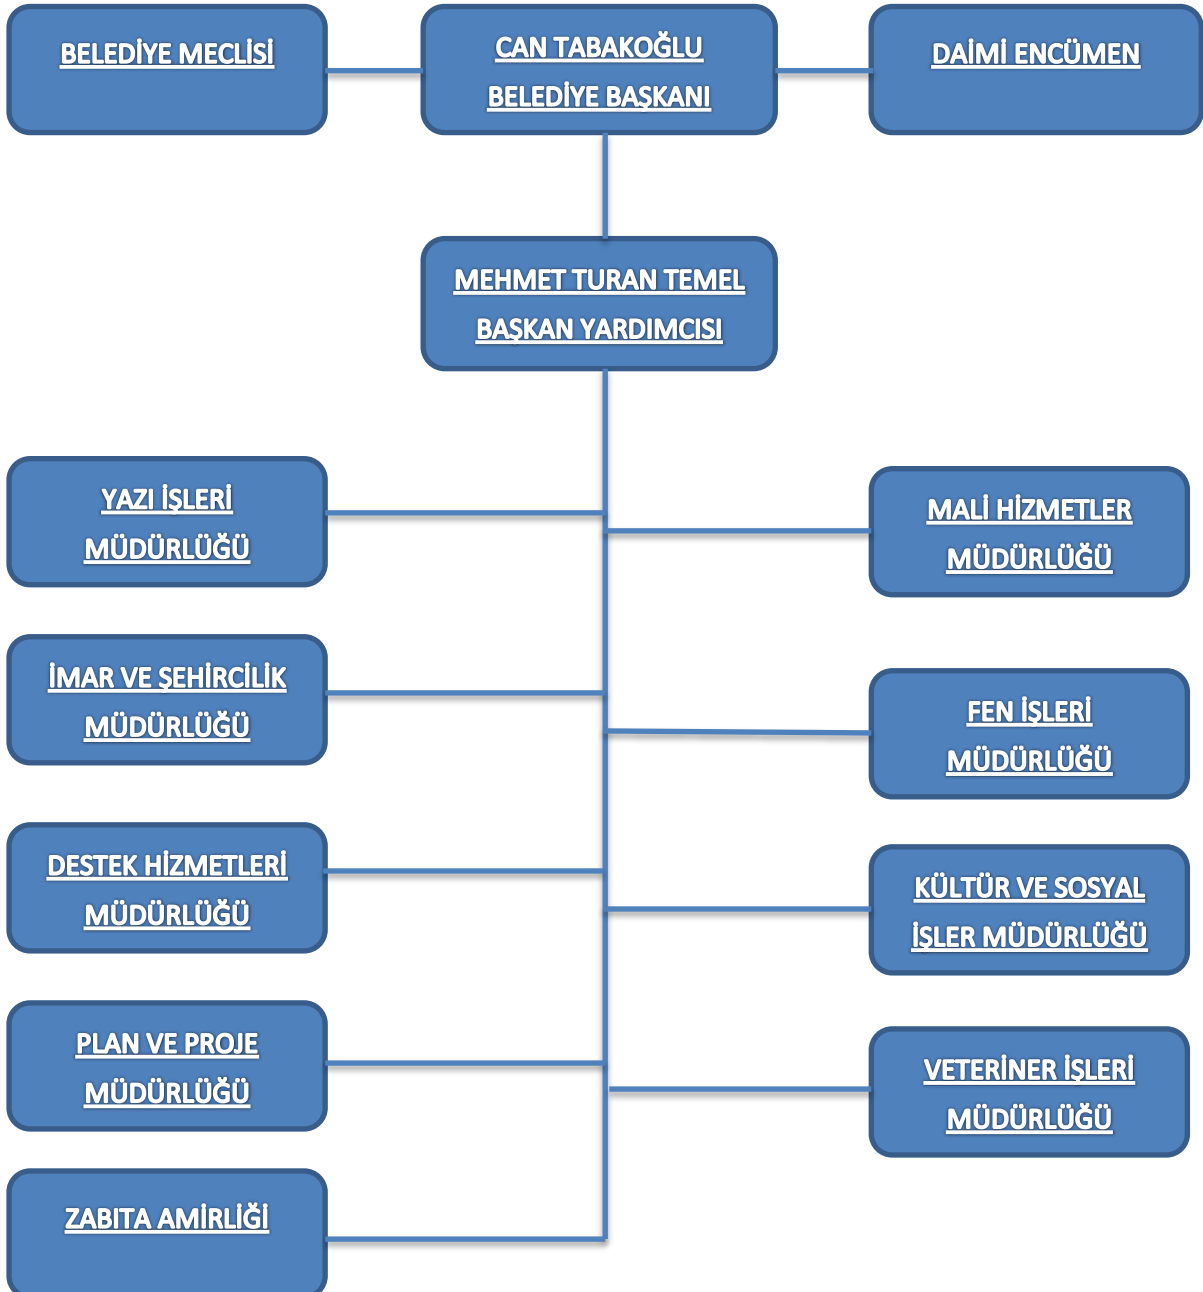 BELEDİYE MECLİSİ
CAN TABAKOĞLU
BELEDİYE BAŞKANI
DAİMİ ENCÜMEN
MEHMET TURAN TEMEL
BAŞKAN YARDIMCISI
YAZI İŞLERİ
MÜDÜRLÜĞÜ
MALİ HİZMETLER
MÜDÜRLÜĞÜ
İMAR VE ŞEHİRCİLİK
MÜDÜRLÜĞÜ
FEN İŞLERİ
MÜDÜRLÜĞÜ
DESTEK HİZMETLERİ
MÜDÜRLÜĞÜ
KÜLTÜR VE SOSYAL
İŞLER MÜDÜRLÜĞÜ
PLAN VE PROJE
MÜDÜRLÜĞÜ
VETERİNER İŞLERİ
MÜDÜRLÜĞÜ
ZABITA AMİRLİĞİ